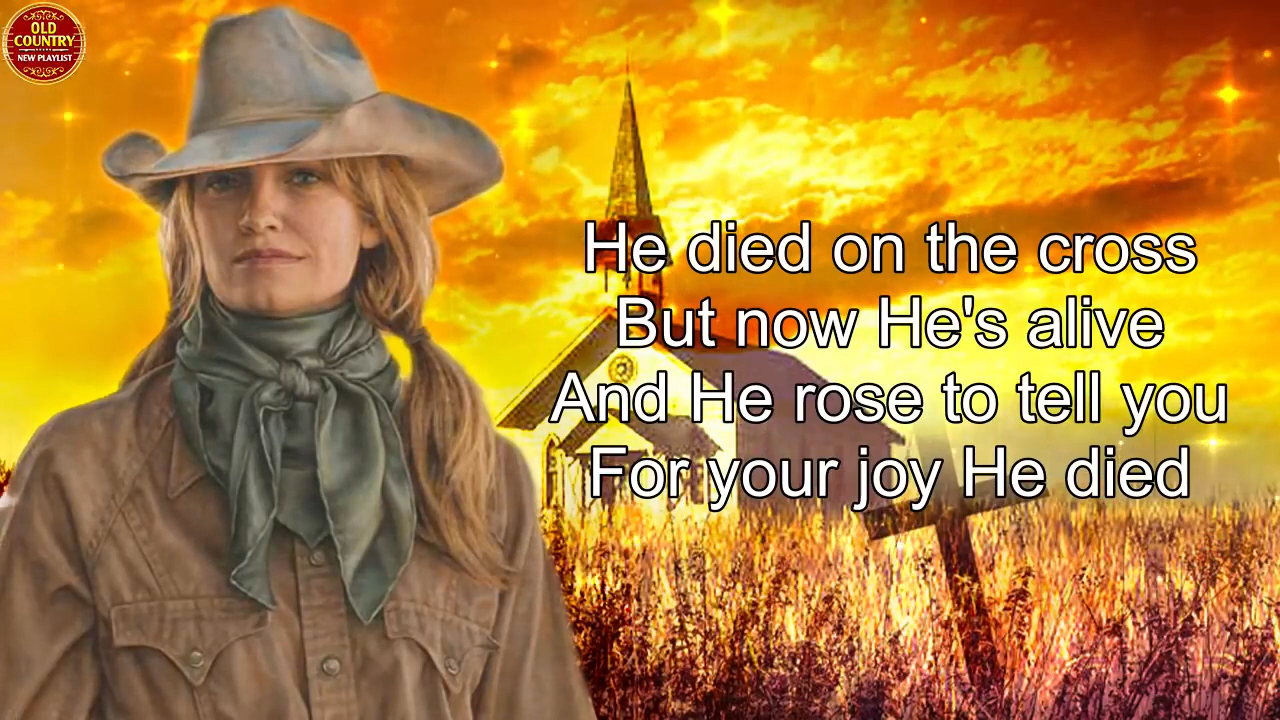 OLD
COUNTRY
NEW PLAYLIST
He died on the cross
But now He's alive
And He rose to tell you
For your joy He died